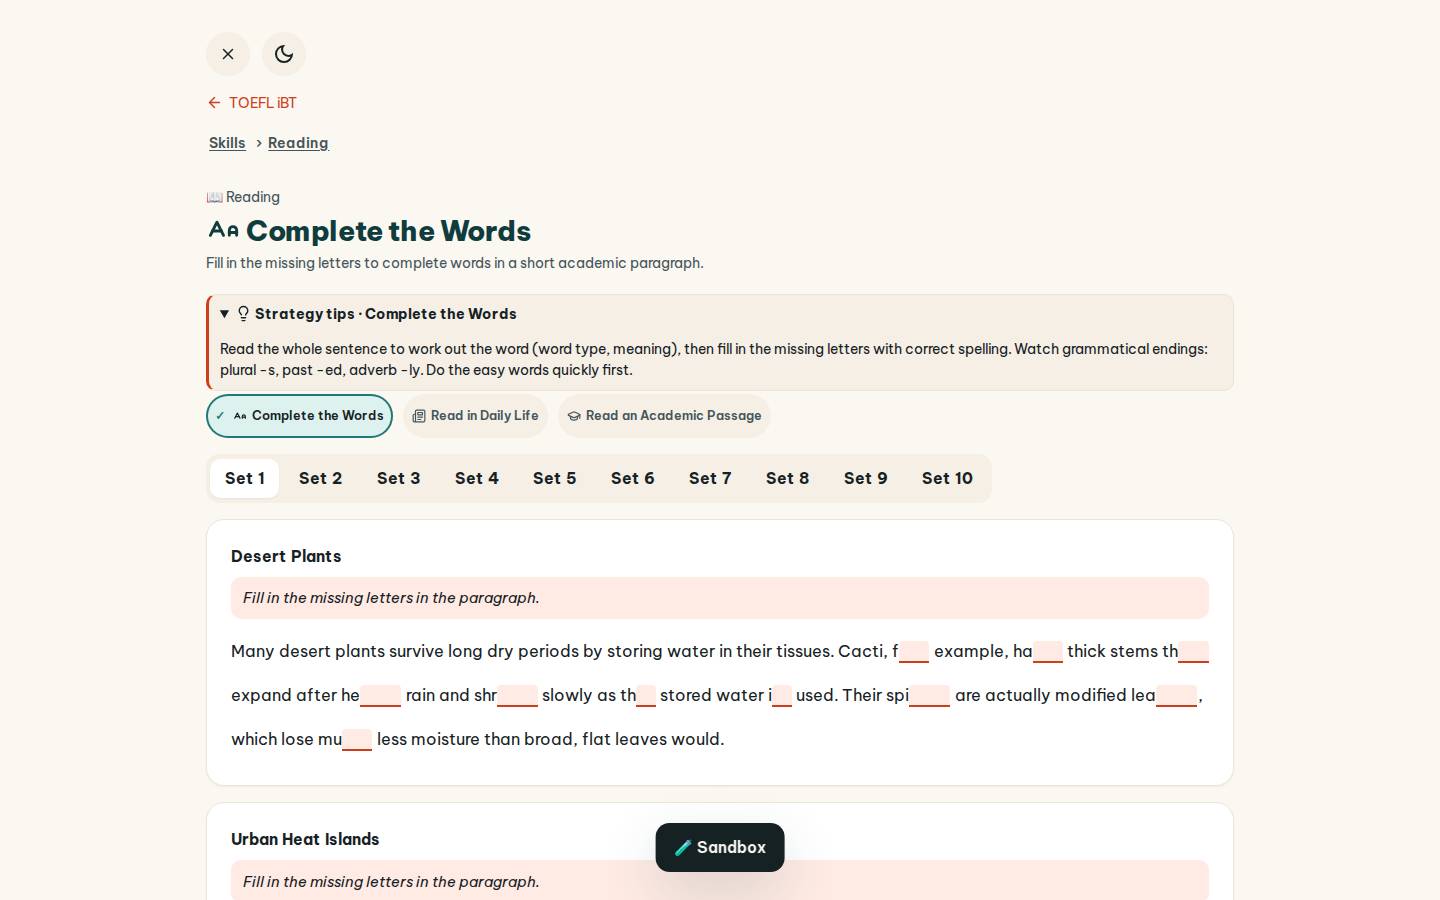 TOEFL iBT
Skills › Reading
📖 Reading
Aa Complete the Words
Fill in the missing letters to complete words in a short academic paragraph.
Strategy tips · Complete the Words
Read the whole sentence to work out the word (word type, meaning), then fill in the missing letters with correct spelling. Watch grammatical endings:
plural -s, past -ed, adverb -ly. Do the easy words quickly first.
✓ Aa Complete the Words Read in Daily Life Read an Academic Passage
Set 1 Set 2 Set 3 Set 4 Set 5 Set 6 Set 7 Set 8 Set 9 Set 10
Desert Plants
Fill in the missing letters in the paragraph.
Many desert plants survive long dry periods by storing water in their tissues. Cacti, f___ example, ha___ thick stems th___
expand after he____ rain and shr____ slowly as th__ stored water i__ used. Their spi____ are actually modified lea____,
which lose mu___ less moisture than broad, flat leaves would.
Urban Heat Islands
Fill in the missing letters in the paragraph.
🧪 Sandbox